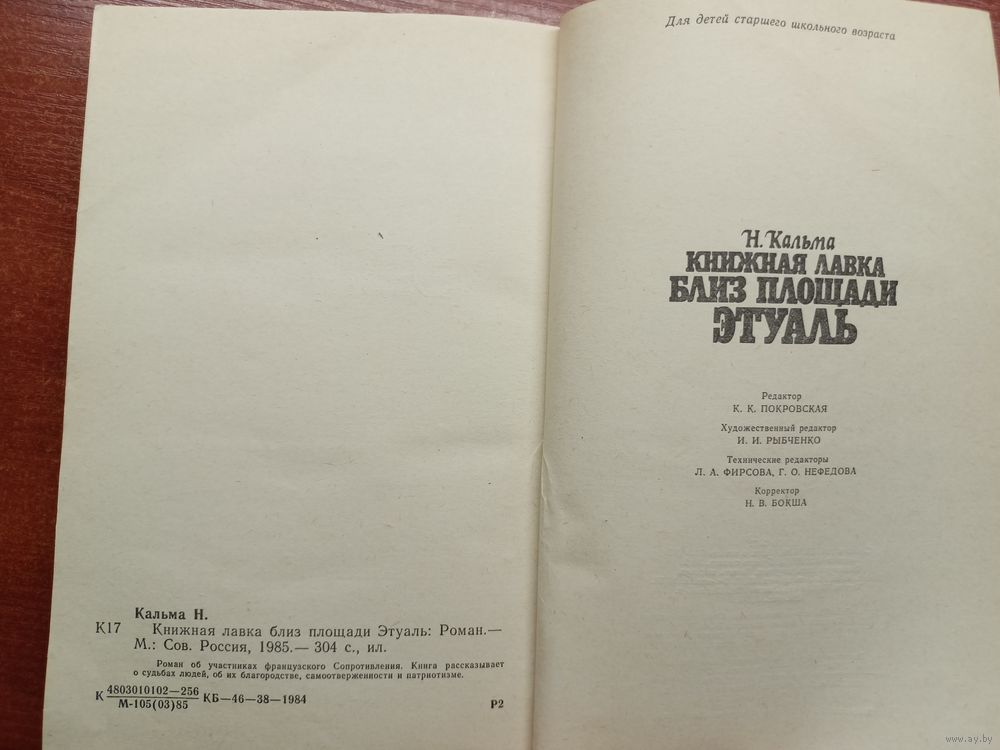 Кальма Н.
К17 Книжная лавка близ площади Этуаль: Роман.—
М.: Сов. Россия, 1985.— 304 с., ил.
Роман об участниках французского Сопротивления. Книга рассказывает
о судьбах людей, об их благородстве, самоотверженности и патриотизме.
К 4803010102—256
М-105(03)85 КБ—46—38—1984
Р2
Для детей старшего школьного возраста
Н. Кальма
КНИЖНАЯ ЛАВКА
БЛИЗ ПЛОЩАДИ
ЭТУАЛЬ
Редактор
К. К. ПОКРОВСКАЯ
Художественный редактор
И. И. РЫБЧЕНКО
Технические редакторы
Л. А. ФИРСОВА, Г. О. НЕФЕДОВА
Корректор
Н. В. БОКША
www.ay.by